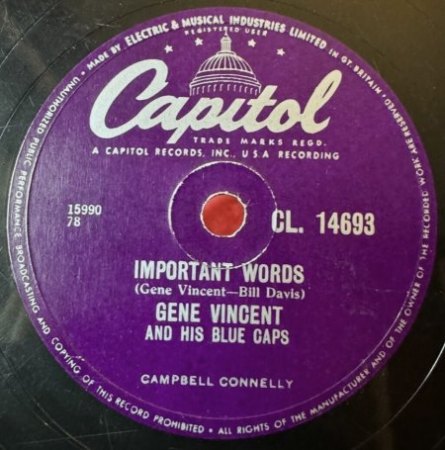 MADE BY ELECTRIC & MUSICAL INDUSTRIES LIMITED IN GT. BRITAIN •
REGISTERED USER
Capitol
TRADE MARKS REGD.
A CAPITOL RECORDS, INC., U.S.A RECORDING
15990
78
CL. 14693
IMPORTANT WORDS
(Gene Vincent—Bill Davis)
GENE VINCENT
AND HIS BLUE CAPS
CAMPBELL CONNELLY
UNAUTHORIZED PUBLIC PERFORMANCE BROADCASTING AND COPYING OF THIS RECORD PROHIBITED • ALL RIGHTS OF THE MANUFACTURER AND OF THE OWNER OF THE RECORDED WORK ARE RESERVED.